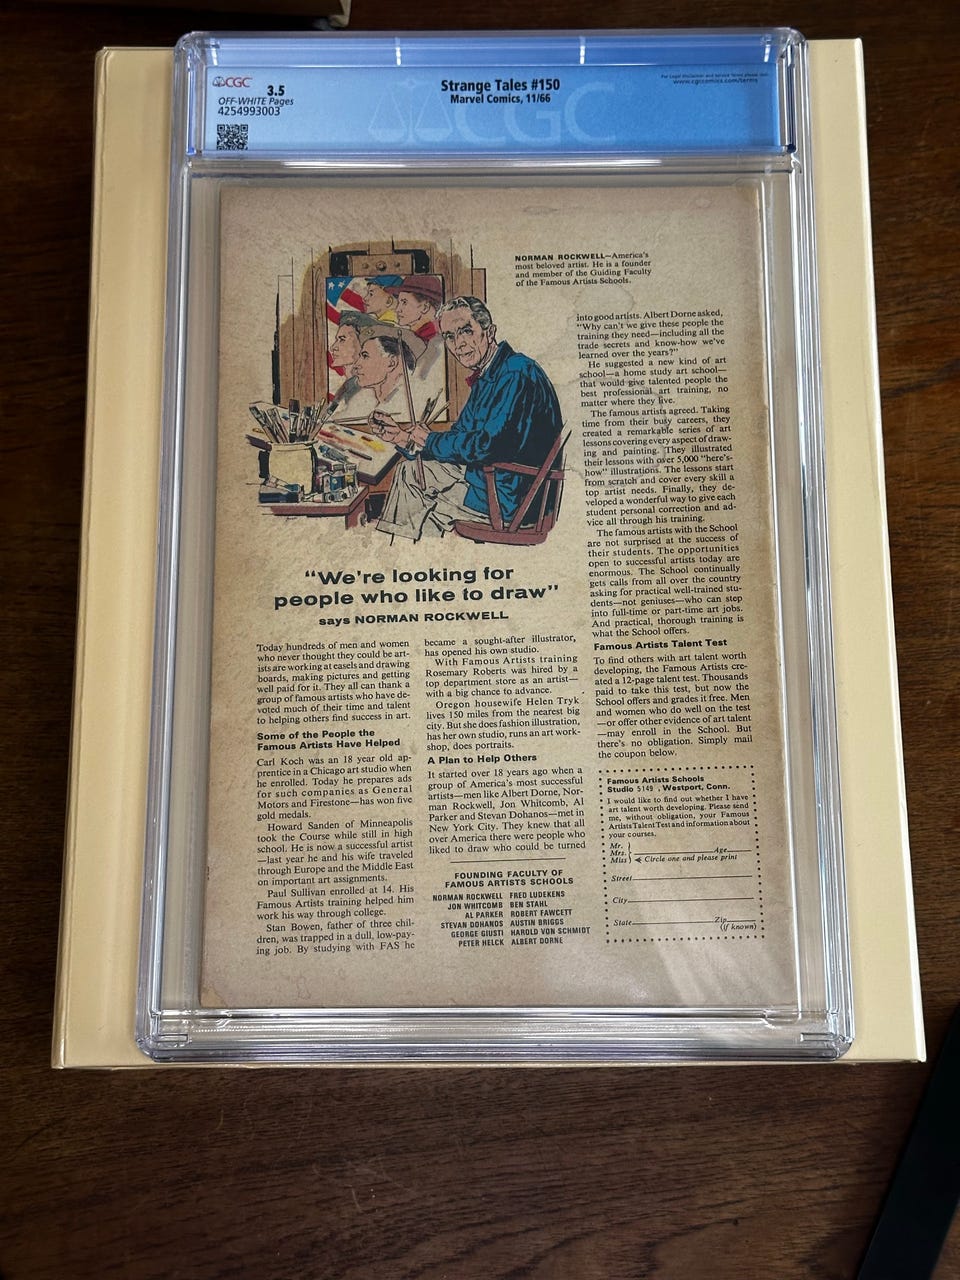 CGC
3.5
OFF-WHITE Pages
4254993003
Strange Tales #150
Marvel Comics, 11/66
For Legal Disclaimer and Service Terms please visit
www.cgccomics.com/terms
CGC
NORMAN ROCKWELL—America's
most beloved artist. He is a founder
and member of the Guiding Faculty
of the Famous Artists Schools.
"We're looking for
people who like to draw"
says NORMAN ROCKWELL
Today hundreds of men and women
who never thought they could be art-
ists are working at easels and drawing
boards, making pictures and getting
well paid for it. They all can thank a
group of famous artists who have de-
voted much of their time and talent
to helping others find success in art.
Some of the People the
Famous Artists Have Helped
Carl Koch was an 18 year old ap-
prentice in a Chicago art studio when
he enrolled. Today he prepares ads
for such companies as General
Motors and Firestone—has won five
gold medals.
Howard Sanden of Minneapolis
took the Course while still in high
school. He is now a successful artist
—last year he and his wife traveled
through Europe and the Middle East
on important art assignments.
Paul Sullivan enrolled at 14. His
Famous Artists training helped him
work his way through college.
Stan Bowen, father of three chil-
dren, was trapped in a dull, low-pay-
ing job. By studying with FAS he
became a sought-after illustrator,
has opened his own studio.
With Famous Artists training
Rosemary Roberts was hired by a
top department store as an artist—
with a big chance to advance.
Oregon housewife Helen Tryk
lives 150 miles from the nearest big
city. But she does fashion illustration,
has her own studio, runs an art work-
shop, does portraits.
A Plan to Help Others
It started over 18 years ago when a
group of America's most successful
artists—men like Albert Dorne, Nor-
man Rockwell, Jon Whitcomb, Al
Parker and Stevan Dohanos—met in
New York City. They knew that all
over America there were people who
liked to draw who could be turned
into good artists. Albert Dorne asked,
"Why can't we give these people the
training they need—including all the
trade secrets and know-how we've
learned over the years?"
He suggested a new kind of art
school—a home study art school—
that would give talented people the
best professional art training, no
matter where they live.
The famous artists agreed. Taking
time from their busy careers, they
created a remarkable series of art
lessons covering every aspect of draw-
ing and painting. They illustrated
their lessons with over 5,000 "here's-
how" illustrations. The lessons start
from scratch and cover every skill a
top artist needs. Finally, they de-
veloped a wonderful way to give each
student personal correction and ad-
vice all through his training.
The famous artists with the School
are not surprised at the success of
their students. The opportunities
open to successful artists today are
enormous. The School continually
gets calls from all over the country
asking for practical well-trained stu-
dents—not geniuses—who can step
into full-time or part-time art jobs.
And practical, thorough training is
what the School offers.
Famous Artists Talent Test
To find others with art talent worth
developing, the Famous Artists cre-
ated a 12-page talent test. Thousands
paid to take this test, but now the
School offers and grades it free. Men
and women who do well on the test
—or offer other evidence of art talent
—may enroll in the School. But
there's no obligation. Simply mail
the coupon below.
FOUNDING FACULTY OF
FAMOUS ARTISTS SCHOOLS
NORMAN ROCKWELL FRED LUDEKENS
JON WHITCOMB BEN STAHL
AL PARKER ROBERT FAWCETT
STEVAN DOHANOS AUSTIN BRIGGS
GEORGE GIUSTI HAROLD VON SCHMIDT
PETER HELCK ALBERT DORNE
Famous Artists Schools
Studio 5149, Westport, Conn.
I would like to find out whether I have
art talent worth developing. Please send
me, without obligation, your Famous
Artists Talent Test and information about
your courses.
Mr.
Mrs. Age
Miss Circle one and please print
Street
City
State Zip
(if known)